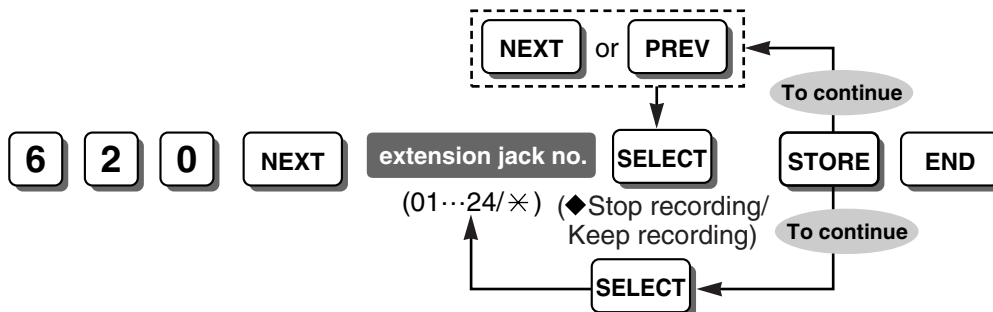 NEXT or PREV
To continue
6 2 0 NEXT extension jack no. SELECT STORE END
(01···24/✳) (◆Stop recording/
Keep recording)
To continue
SELECT